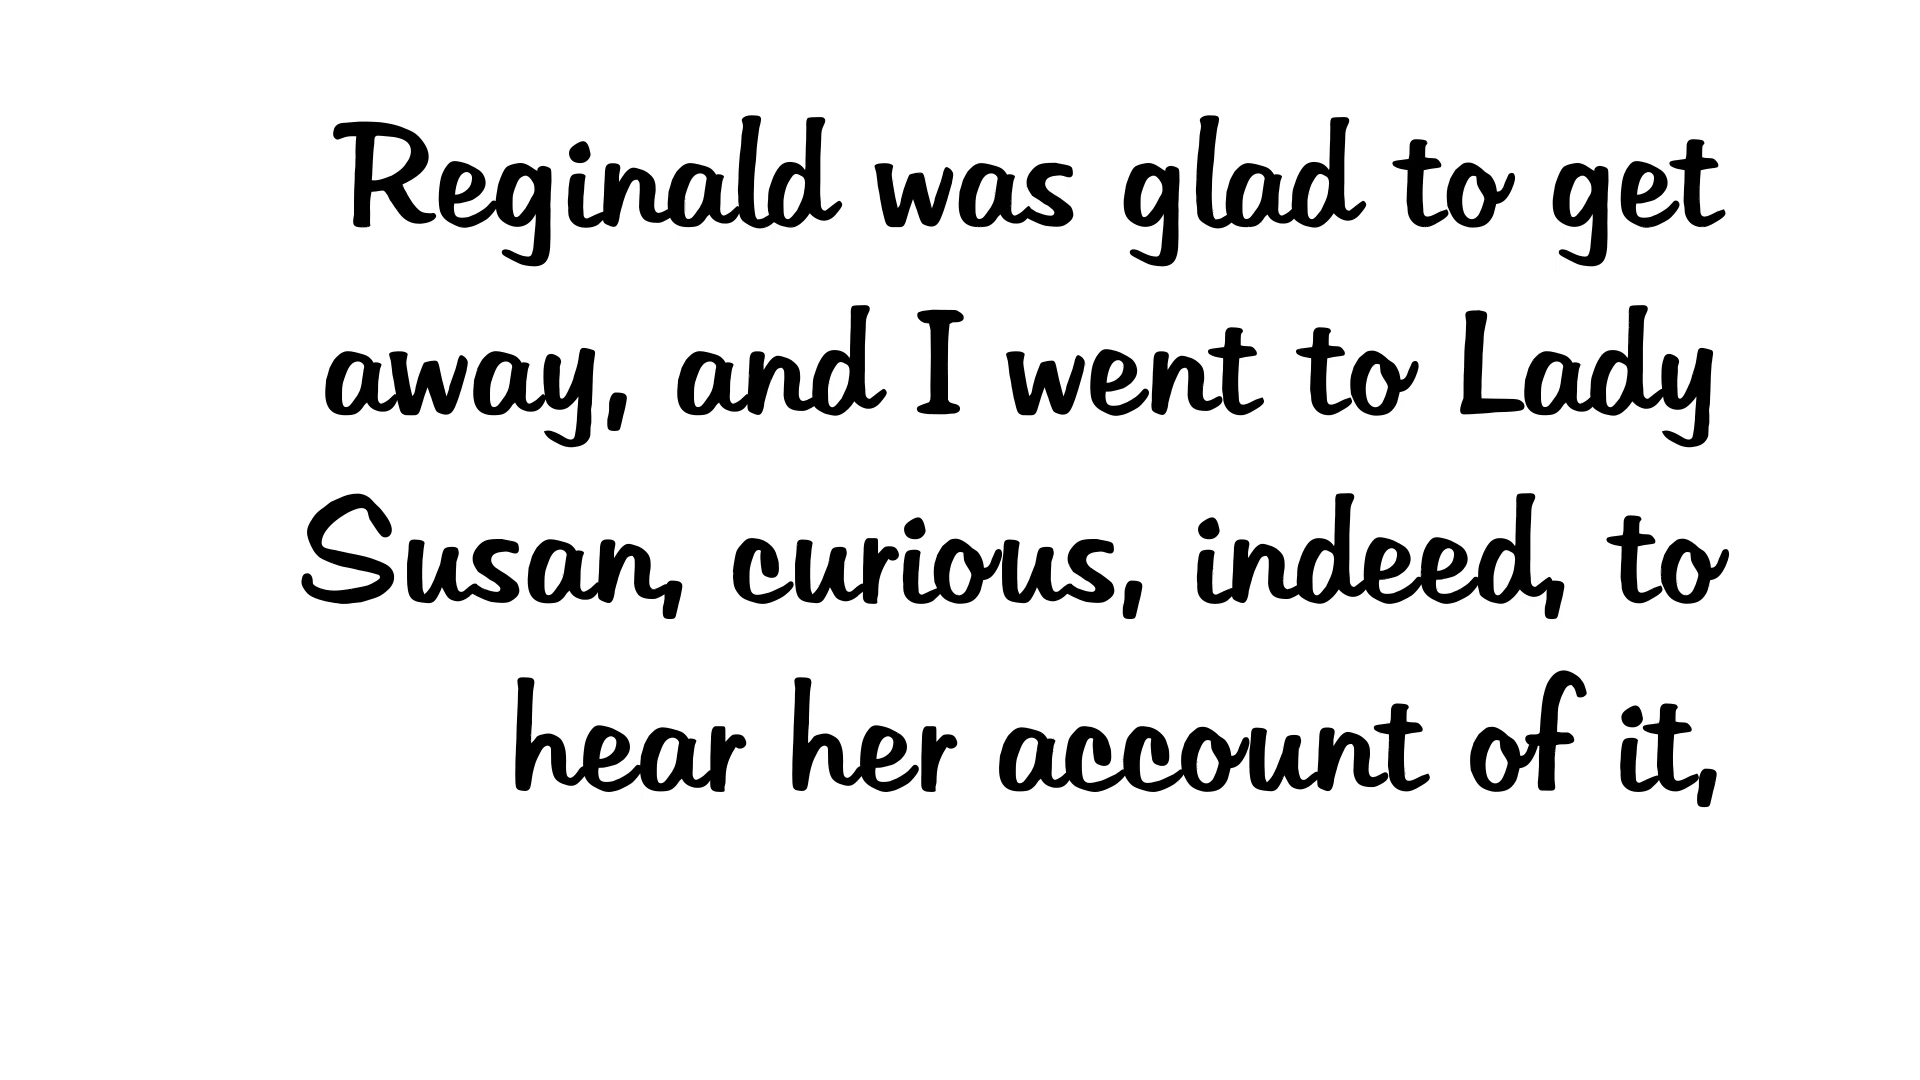 Reginald was glad to get
away, and I went to Lady
Susan, curious, indeed, to
hear her account of it,